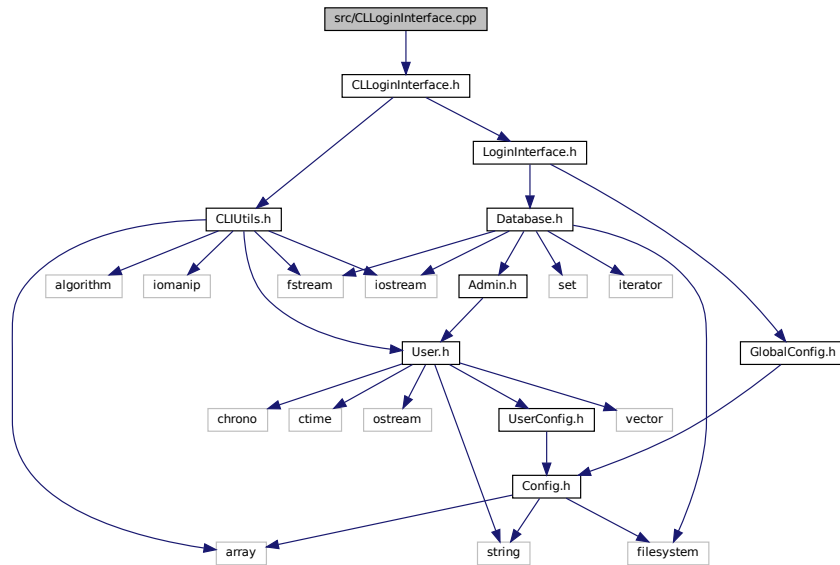 src/CLLoginInterface.cpp
CLLoginInterface.h
LoginInterface.h
CLIUtils.h
Database.h
algorithm
iomanip
fstream
iostream
Admin.h
set
iterator
User.h
GlobalConfig.h
chrono
ctime
ostream
UserConfig.h
vector
Config.h
array
string
filesystem